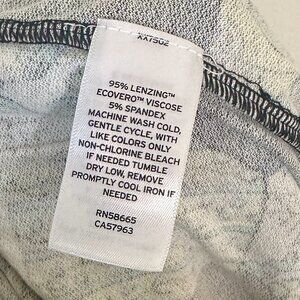 XX7502
95% LENZING™
ECOVERO™ VISCOSE
5% SPANDEX
MACHINE WASH COLD,
GENTLE CYCLE, WITH
LIKE COLORS ONLY
NON-CHLORINE BLEACH
IF NEEDED TUMBLE
DRY LOW, REMOVE
PROMPTLY COOL IRON IF
NEEDED
RN58665
CA57963